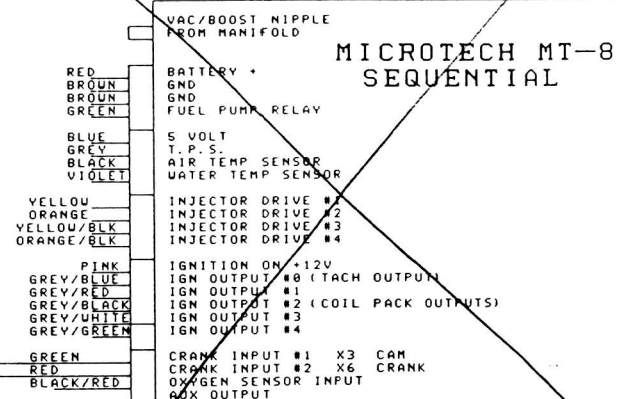 VAC/BOOST NIPPLE
FROM MANIFOLD
MICROTECH MT-8
SEQUENTIAL
RED BATTERY +
BROWN GND
BROWN GND
GREEN FUEL PUMP RELAY
BLUE 5 VOLT
GREY T.P.S.
BLACK AIR TEMP SENSOR
VIOLET WATER TEMP SENSOR
YELLOW INJECTOR DRIVE #1
ORANGE INJECTOR DRIVE #2
YELLOW/BLK INJECTOR DRIVE #3
ORANGE/BLK INJECTOR DRIVE #4
PINK IGNITION ON +12V
GREY/BLUE IGN OUTPUT #0 (TACH OUTPUT)
GREY/RED IGN OUTPUT #1
GREY/BLACK IGN OUTPUT #2 (COIL PACK OUTPUTS)
GREY/WHITE IGN OUTPUT #3
GREY/GREEN IGN OUTPUT #4
GREEN CRANK INPUT #1 X3 CAM
RED CRANK INPUT #2 X6 CRANK
BLACK/RED OXYGEN SENSOR INPUT
AUX OUTPUT